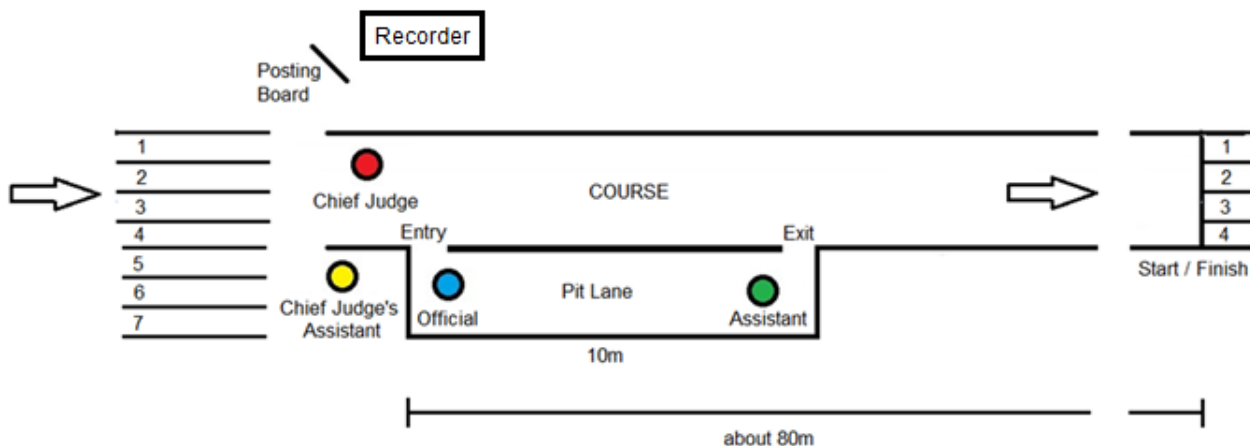 Recorder
Posting
Board
1
2
3
4
5
6
7
Chief Judge
COURSE
1
2
3
4
Entry
Exit
Start / Finish
Chief Judge's
Assistant
Official
Pit Lane
Assistant
10m
about 80m